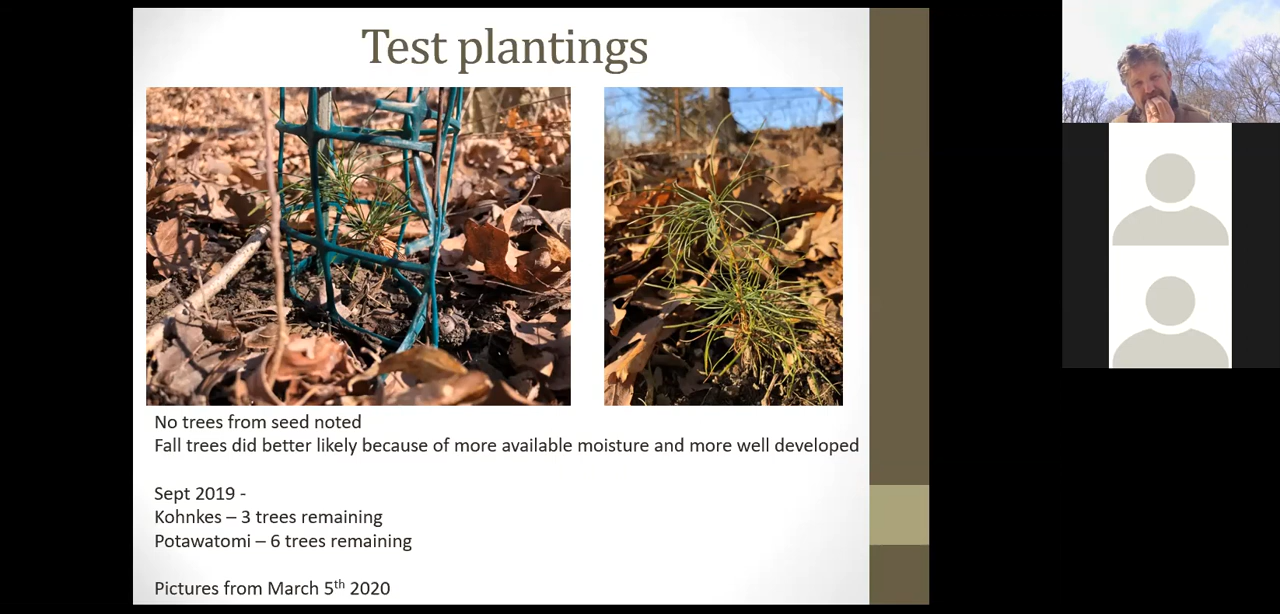 Test plantings
No trees from seed noted
Fall trees did better likely because of more available moisture and more well developed
Sept 2019 -
Kohnkes – 3 trees remaining
Potawatomi – 6 trees remaining
Pictures from March 5th 2020